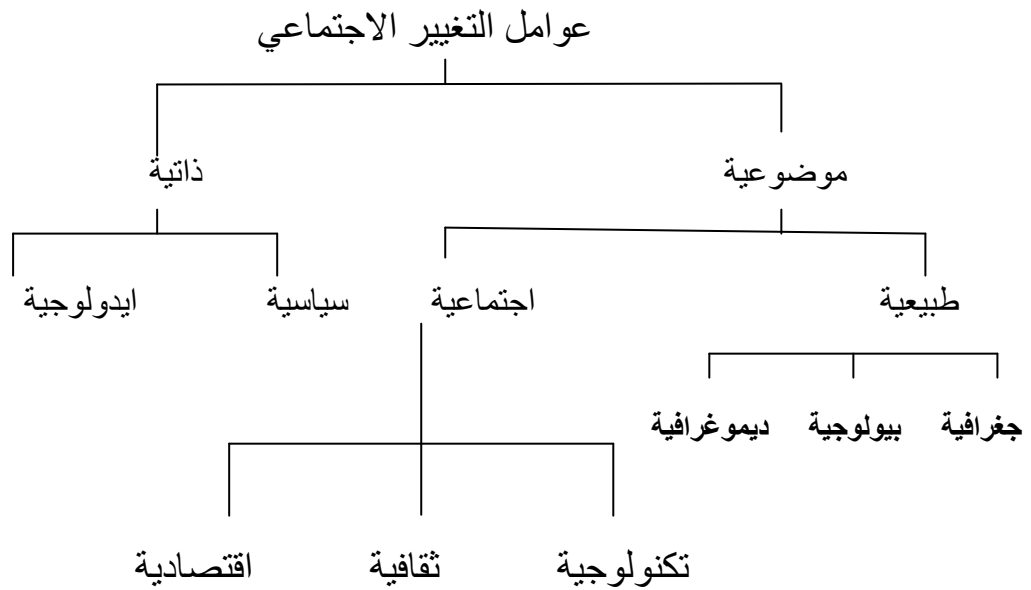 عوامل التغيير الاجتماعي
موضوعية ذاتية
طبيعية اجتماعية سياسية ايدولوجية
جغرافية بيولوجية ديموغرافية
تكنولوجية ثقافية اقتصادية